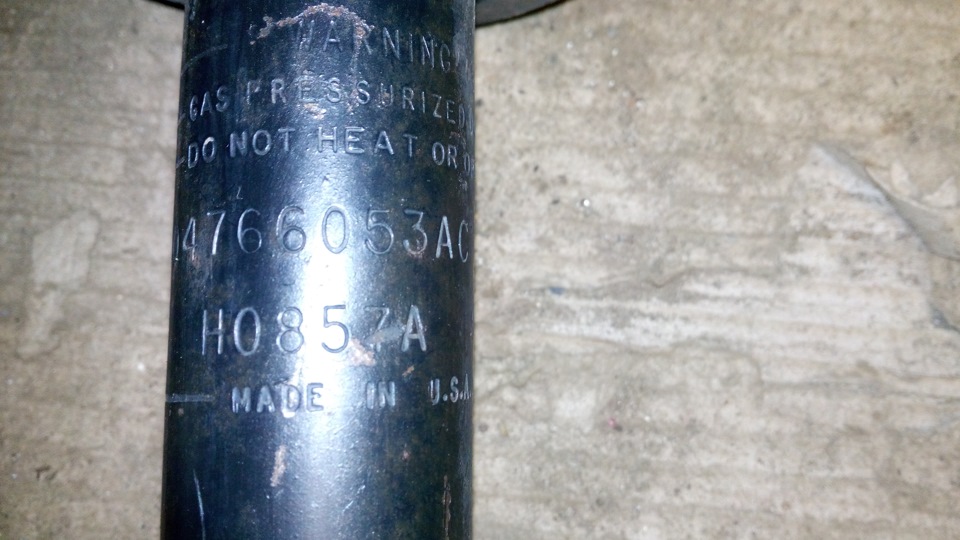 WARNING
GAS PRESSURIZED
DO NOT HEAT OR
4766053AC
H0857A
MADE IN U.S.A.